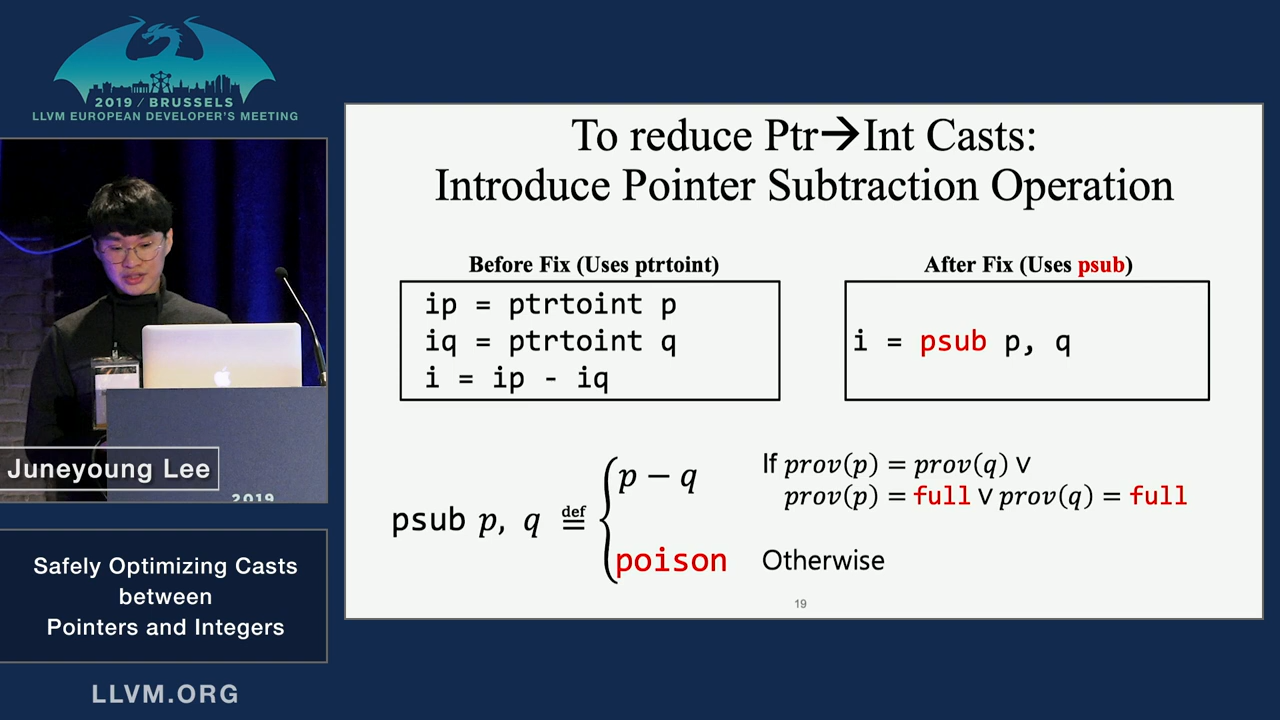 2019 / BRUSSELS
LLVM EUROPEAN DEVELOPER'S MEETING
Juneyoung Lee
2019
Safely Optimizing Casts
between
Pointers and Integers
LLVM.ORG
To reduce Ptr→Int Casts:
Introduce Pointer Subtraction Operation
Before Fix (Uses ptrtoint)
ip = ptrtoint p
iq = ptrtoint q
i = ip - iq
After Fix (Uses psub)
i = psub p, q
psub p, q ≝ { p − q If prov(p) = prov(q) ∨
prov(p) = full ∨ prov(q) = full
poison Otherwise
19